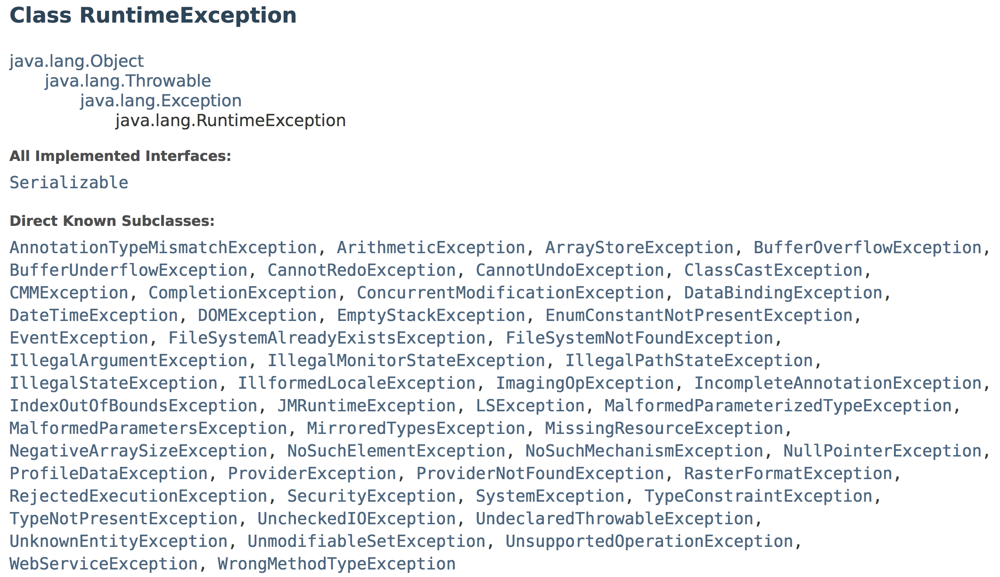 Class RuntimeException
java.lang.Object
java.lang.Throwable
java.lang.Exception
java.lang.RuntimeException
All Implemented Interfaces:
Serializable
Direct Known Subclasses:
AnnotationTypeMismatchException, ArithmeticException, ArrayStoreException, BufferOverflowException,
BufferUnderflowException, CannotRedoException, CannotUndoException, ClassCastException,
CMMException, CompletionException, ConcurrentModificationException, DataBindingException,
DateTimeException, DOMException, EmptyStackException, EnumConstantNotPresentException,
EventException, FileSystemAlreadyExistsException, FileSystemNotFoundException,
IllegalArgumentException, IllegalMonitorStateException, IllegalPathStateException,
IllegalStateException, IllformedLocaleException, ImagingOpException, IncompleteAnnotationException,
IndexOutOfBoundsException, JMRuntimeException, LSException, MalformedParameterizedTypeException,
MalformedParametersException, MirroredTypesException, MissingResourceException,
NegativeArraySizeException, NoSuchElementException, NoSuchMechanismException, NullPointerException,
ProfileDataException, ProviderException, ProviderNotFoundException, RasterFormatException,
RejectedExecutionException, SecurityException, SystemException, TypeConstraintException,
TypeNotPresentException, UncheckedIOException, UndeclaredThrowableException,
UnknownEntityException, UnmodifiableSetException, UnsupportedOperationException,
WebServiceException, WrongMethodTypeException